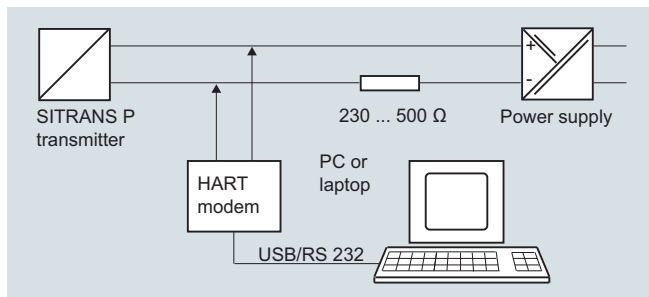 SITRANS P
transmitter
+
-
230 ... 500 Ω
Power supply
HART
modem
PC or
laptop
USB/RS 232